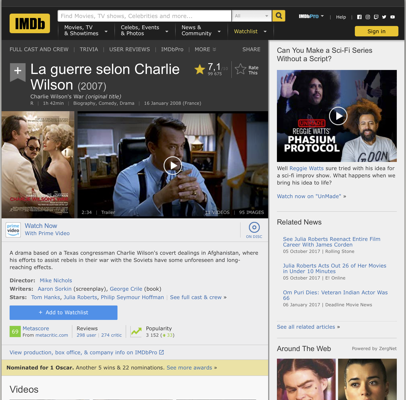 IMDb
Find Movies, TV shows, Celebrities and more...
All
IMDbPro
Help
Movies, TV & Showtimes
Celebs, Events & Photos
News & Community
Watchlist
Sign in
FULL CAST AND CREW | TRIVIA | USER REVIEWS | IMDbPro | MORE
SHARE
La guerre selon Charlie
Wilson (2007)
Charlie Wilson's War (original title)
R | 1h 42min | Biography, Comedy, Drama | 16 January 2008 (France)
7,1
Rate
This
2:34 | Trailer
95 IMAGES
Watch Now
With Prime Video
ON DISC
A drama based on a Texas congressman Charlie Wilson's covert dealings in Afghanistan, where
his efforts to assist rebels in their war with the Soviets have some unforeseen and long-
reaching effects.
Director: Mike Nichols
Writers: Aaron Sorkin (screenplay), George Crile (book)
Stars: Tom Hanks, Julia Roberts, Philip Seymour Hoffman | See full cast & crew »
+ Add to Watchlist
Metascore
From metacritic.com
Reviews
298 user | 274 critic
Popularity
3 152
View production, box office, & company info on IMDbPro
Nominated for 1 Oscar. Another 5 wins & 22 nominations. See more awards »
Videos
Can You Make a Sci-Fi Series
Without a Script?
REGGIE WATTS'
PHASIUM
PROTOCOL
Well Reggie Watts sure tried with his idea for
a sci-fi improv show. What happens when we
bring his idea to life?
Watch now on "UnMade" »
Related News
See Julia Roberts Reenact Entire Film
Career With James Corden
05 October 2017 | Rolling Stone
Julia Roberts Acts Out 26 of Her Movies
in Under 10 Minutes
05 October 2017 | Deadline
Om Puri Dies: Veteran Indian Actor Was
66
06 January 2017 | Deadline Movie News
See all related articles »
Around The Web | Powered by ZergNet